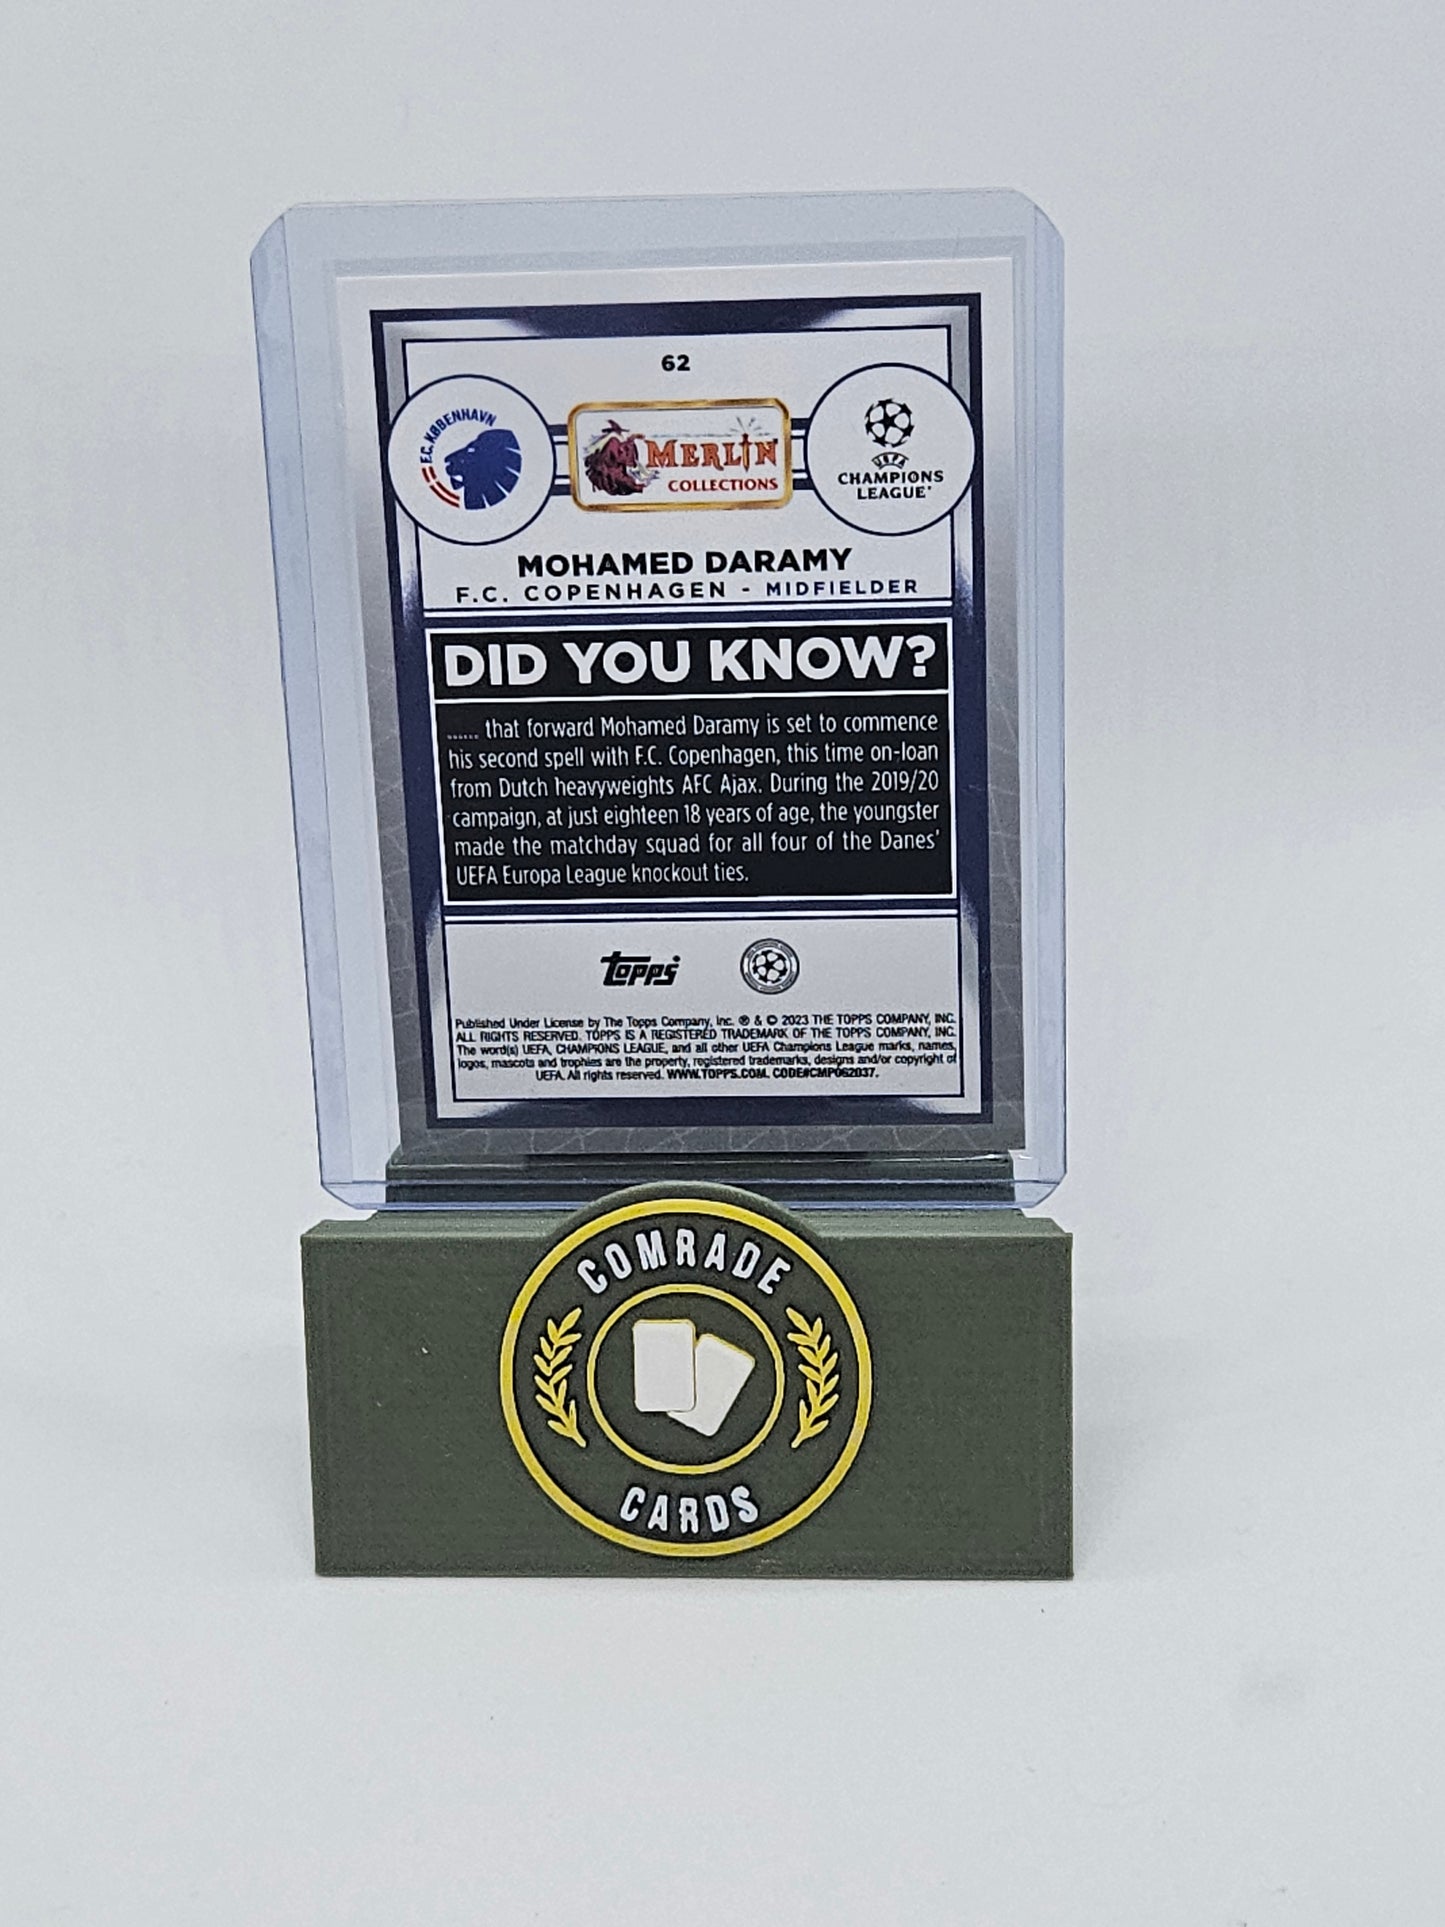 62
F.C. KØBENHAVN
MERLIN
COLLECTIONS
UEFA
CHAMPIONS
LEAGUE
MOHAMED DARAMY
F.C. COPENHAGEN - MIDFIELDER
DID YOU KNOW?
...... that forward Mohamed Daramy is set to commence
his second spell with F.C. Copenhagen, this time on-loan
from Dutch heavyweights AFC Ajax. During the 2019/20
campaign, at just eighteen 18 years of age, the youngster
made the matchday squad for all four of the Danes'
UEFA Europa League knockout ties.
topps
Published Under License by The Topps Company, Inc. ® & © 2023 THE TOPPS COMPANY, INC.
ALL RIGHTS RESERVED. TOPPS IS A REGISTERED TRADEMARK OF THE TOPPS COMPANY, INC.
The word(s) UEFA, CHAMPIONS LEAGUE, and all other UEFA Champions League marks, names,
logos, mascots and trophies are the property, registered trademarks, designs and/or copyright of
UEFA. All rights reserved. WWW.TOPPS.COM. CODE#CMP062037.
COMRADE
CARDS